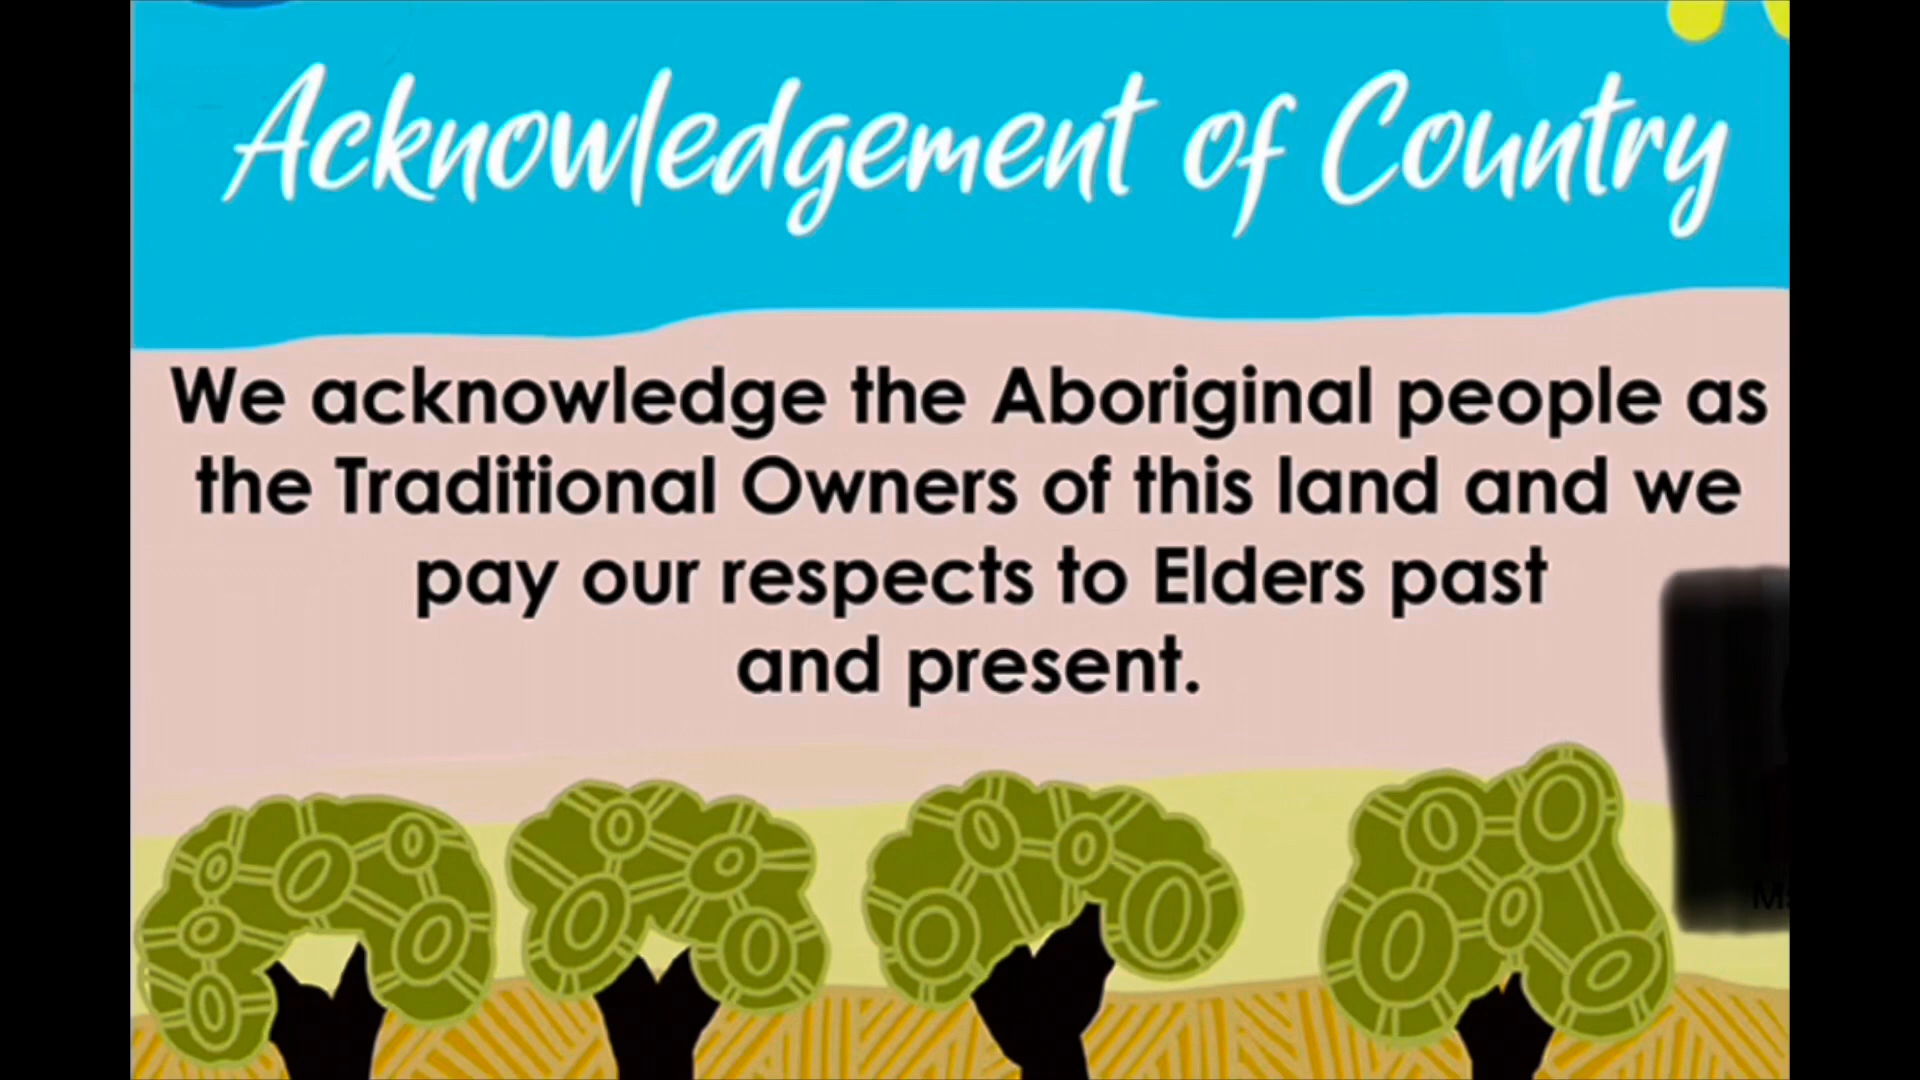 Acknowledgement of Country
We acknowledge the Aboriginal people as
the Traditional Owners of this land and we
pay our respects to Elders past
and present.